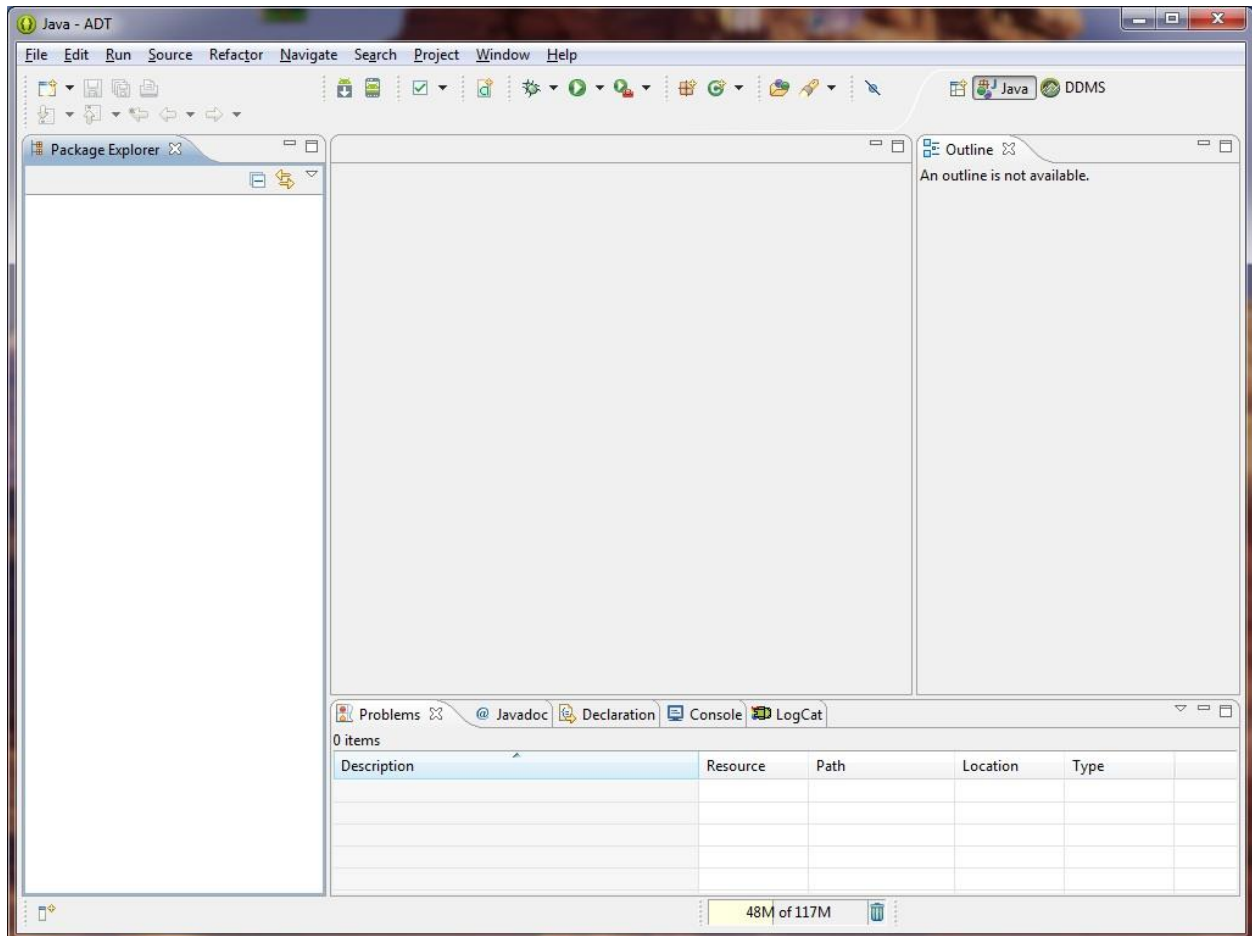 Java - ADT
File Edit Run Source Refactor Navigate Search Project Window Help
Java DDMS
Package Explorer
Outline
An outline is not available.
Problems @ Javadoc Declaration Console LogCat
0 items
Description Resource Path Location Type
48M of 117M